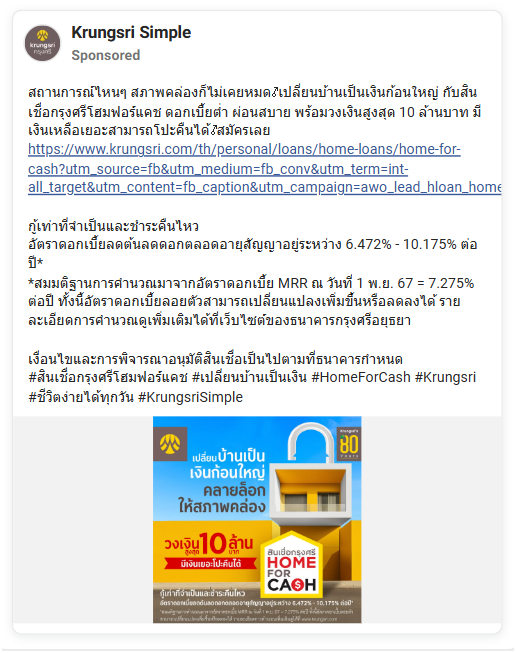 Krungsri Simple
Sponsored
krungsri
กรุงศรี
สถานการณ์ไหนๆ สภาพคล่องก็ไม่เคยหมด🎶เปลี่ยนบ้านเป็นเงินก้อนใหญ่ กับสิน
เชื่อกรุงศรีโฮมฟอร์แคช ดอกเบี้ยต่ำ ผ่อนสบาย พร้อมวงเงินสูงสุด 10 ล้านบาท มี
เงินเหลือเยอะสามารถโปะคืนได้🎶สมัครเลย
https://www.krungsri.com/th/personal/loans/home-loans/home-for-
cash?utm_source=fb&utm_medium=fb_conv&utm_term=int-
all_target&utm_content=fb_caption&utm_campaign=awo_lead_hloan_home
กู้เท่าที่จำเป็นและชำระคืนไหว
อัตราดอกเบี้ยลดต้นลดดอกตลอดอายุสัญญาอยู่ระหว่าง 6.472% - 10.175% ต่อ
ปี*
*สมมติฐานการคำนวณมาจากอัตราดอกเบี้ย MRR ณ วันที่ 1 พ.ย. 67 = 7.275%
ต่อปี ทั้งนี้อัตราดอกเบี้ยลอยตัวสามารถเปลี่ยนแปลงเพิ่มขึ้นหรือลดลงได้ ราย
ละเอียดการคำนวณดูเพิ่มเติมได้ที่เว็บไซต์ของธนาคารกรุงศรีอยุธยา
เงื่อนไขและการพิจารณาอนุมัติสินเชื่อเป็นไปตามที่ธนาคารกำหนด
#สินเชื่อกรุงศรีโฮมฟอร์แคช #เปลี่ยนบ้านเป็นเงิน #HomeForCash #Krungsri
#ชีวิตง่ายได้ทุกวัน #KrungsriSimple
Krungsri's
80
YEARS
เปลี่ยนบ้านเป็น
เงินก้อนใหญ่
คลายล็อก
ให้สภาพคล่อง
วงเงินสูงสุด 10 ล้านบาท
มีเงินเยอะโปะคืนได้
สินเชื่อกรุงศรี
HOME
FOR
CASH
กู้เท่าที่จำเป็นและชำระคืนไหว
อัตราดอกเบี้ยลดต้นลดดอกตลอดอายุสัญญาอยู่ระหว่าง 6.472% - 10.175% ต่อปี*